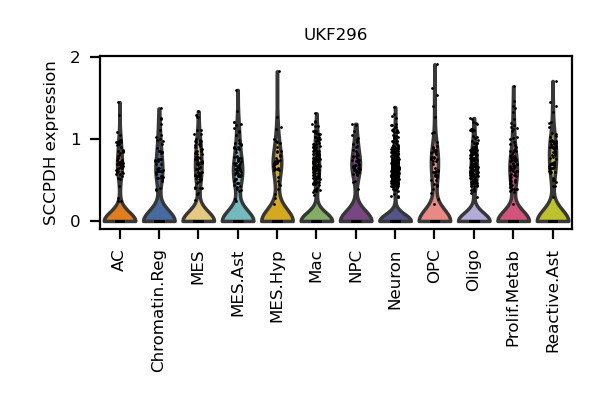 UKF296
SCCPDH expression
2
1
0
AC
Chromatin.Reg
MES
MES.Ast
MES.Hyp
Mac
NPC
Neuron
OPC
Oligo
Prolif.Metab
Reactive.Ast